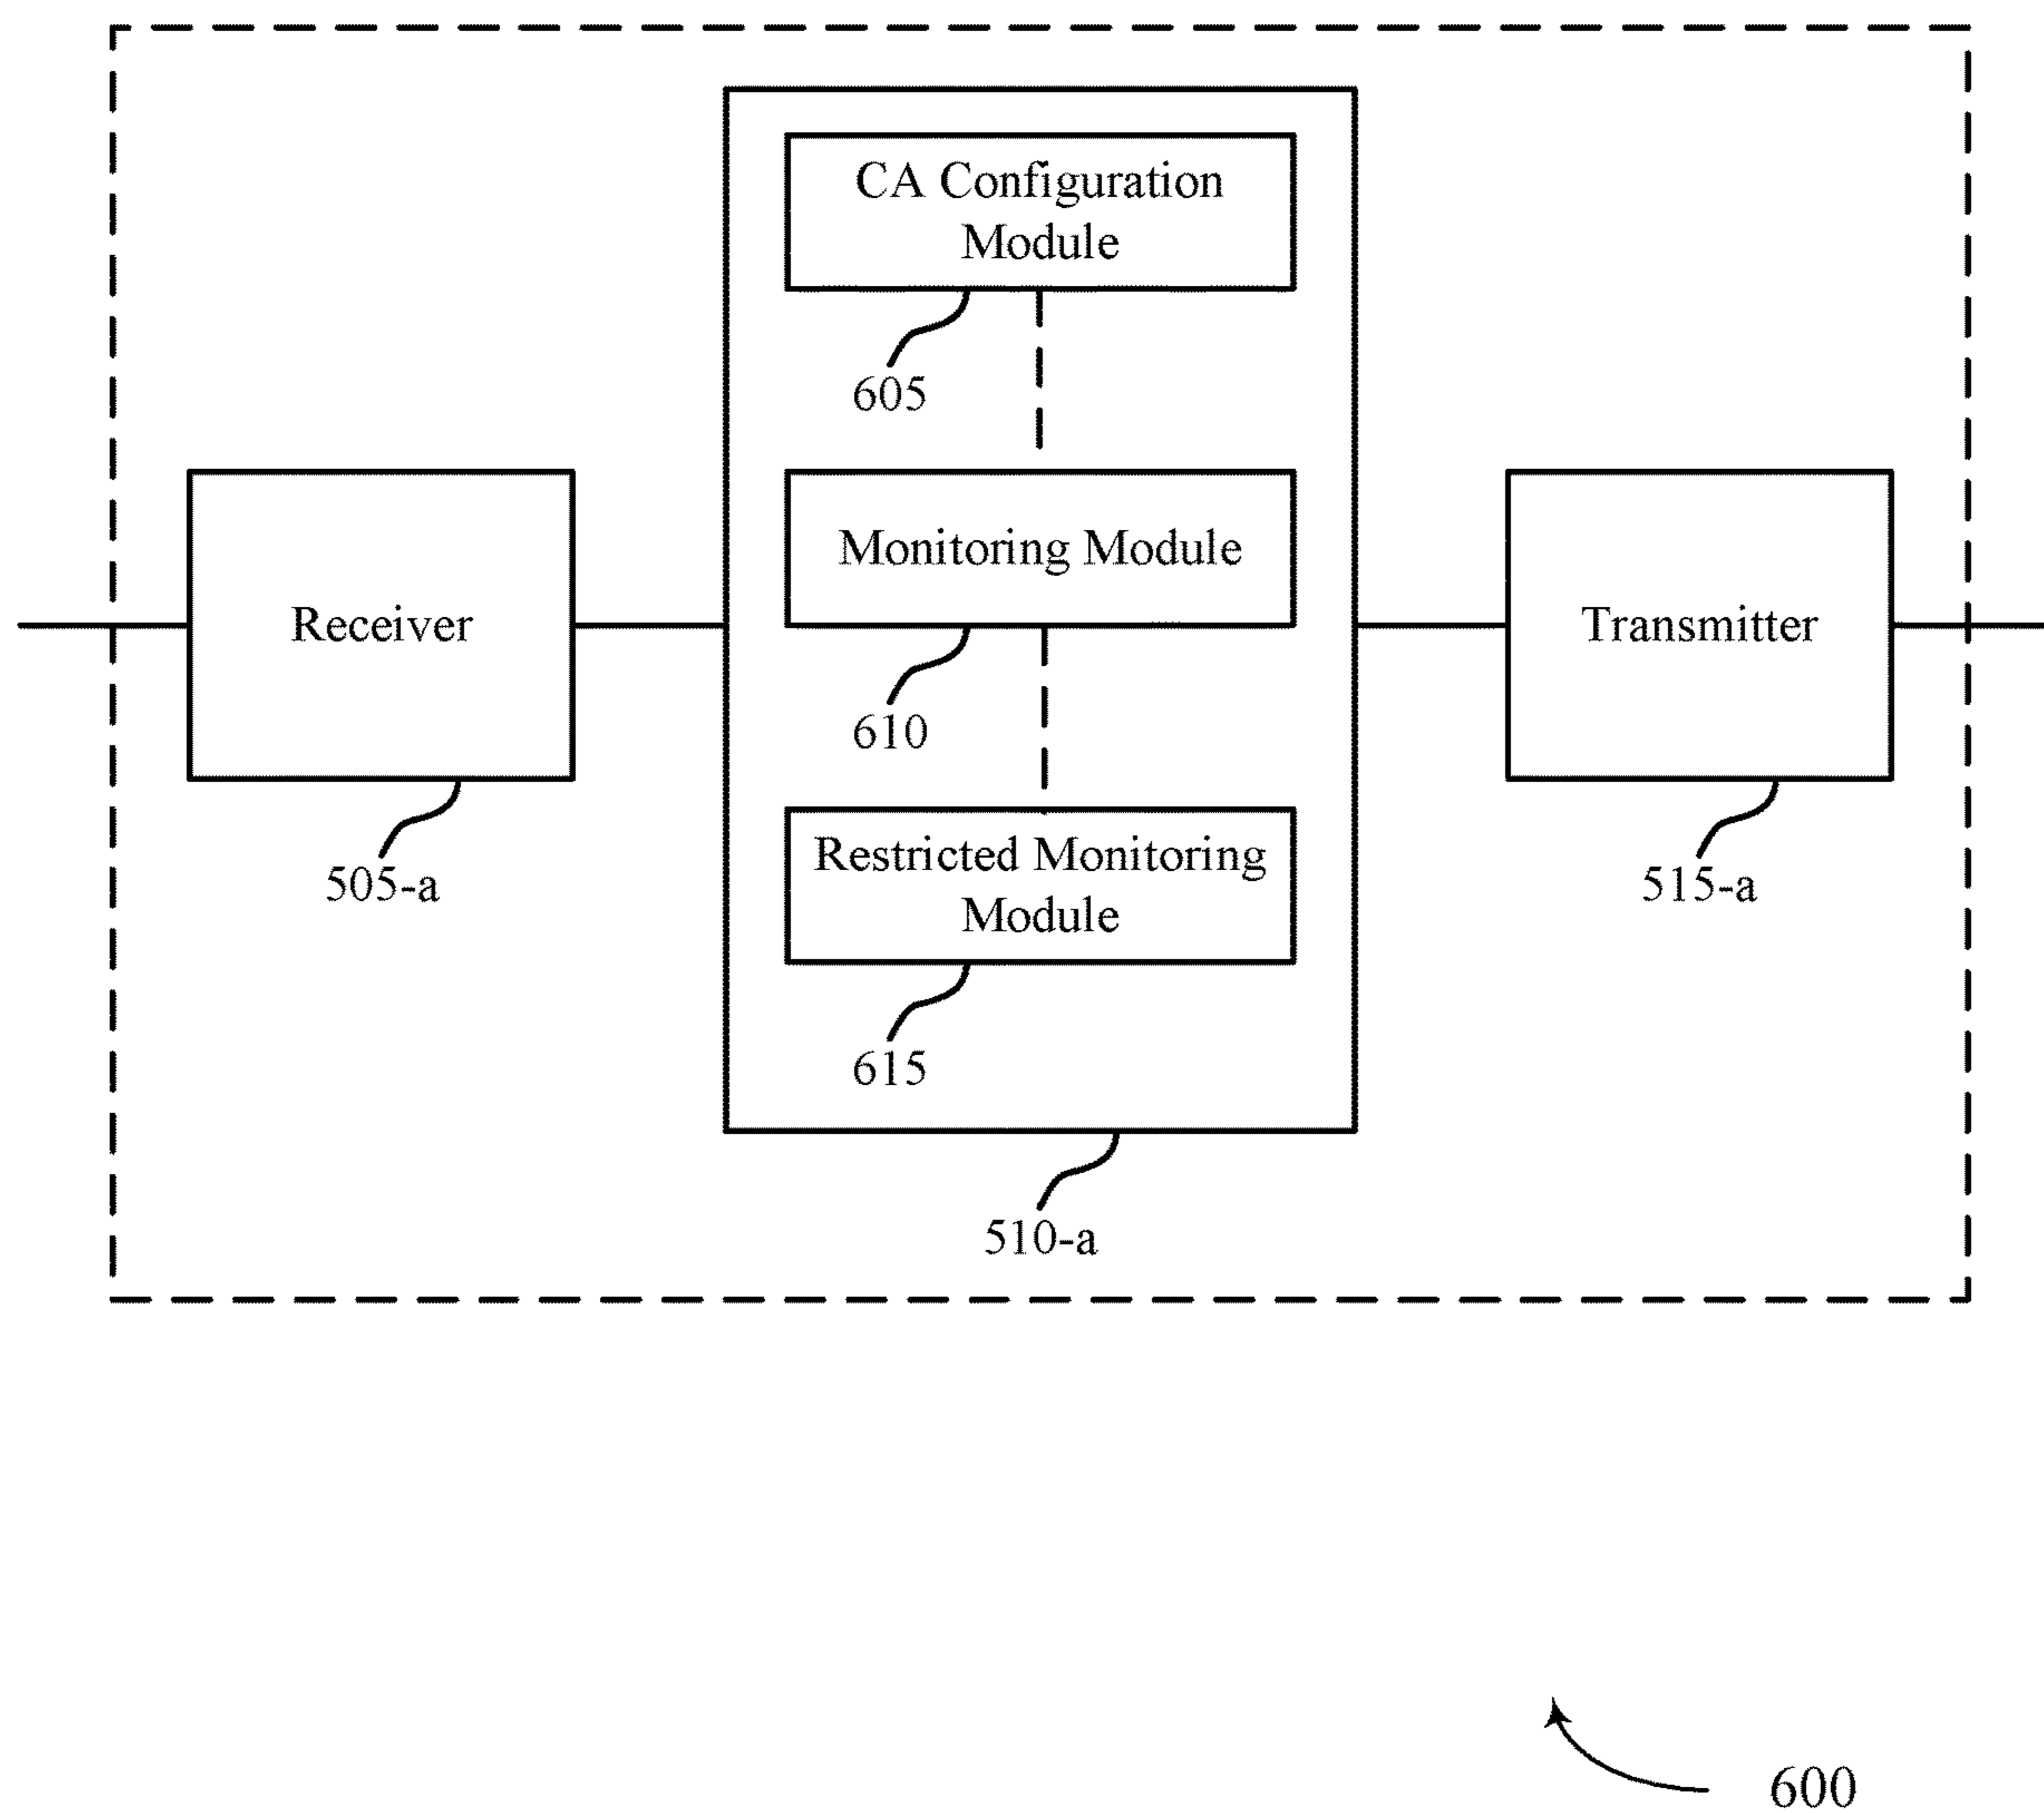 CA Configuration
Module
605
Monitoring Module
610
Restricted Monitoring
Module
615
510-a
Receiver
505-a
Transmitter
515-a
600